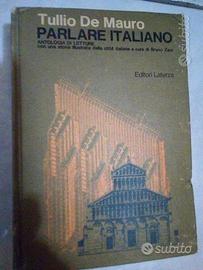 Tullio De Mauro
PARLARE ITALIANO
ANTOLOGIA DI LETTURE
con una storia illustrata della città italiana a cura di Bruno Zevi
Editori Laterza
subito
subito